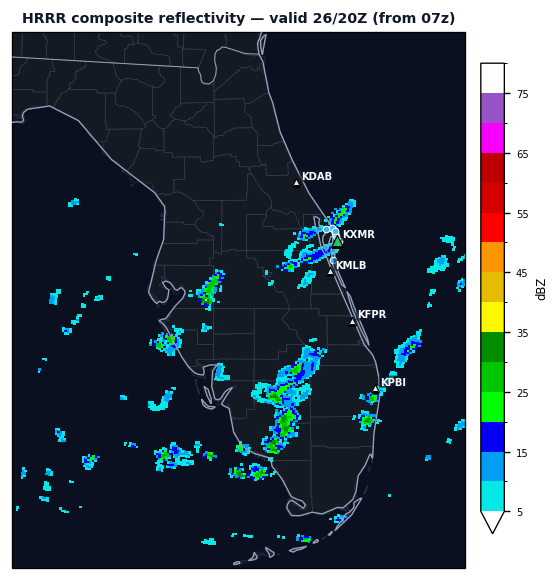 HRRR composite reflectivity — valid 26/20Z (from 07z)
KDAB
KXMR
KMLB
KFPR
KPBI
75
65
55
45
35
25
15
5
dBZ